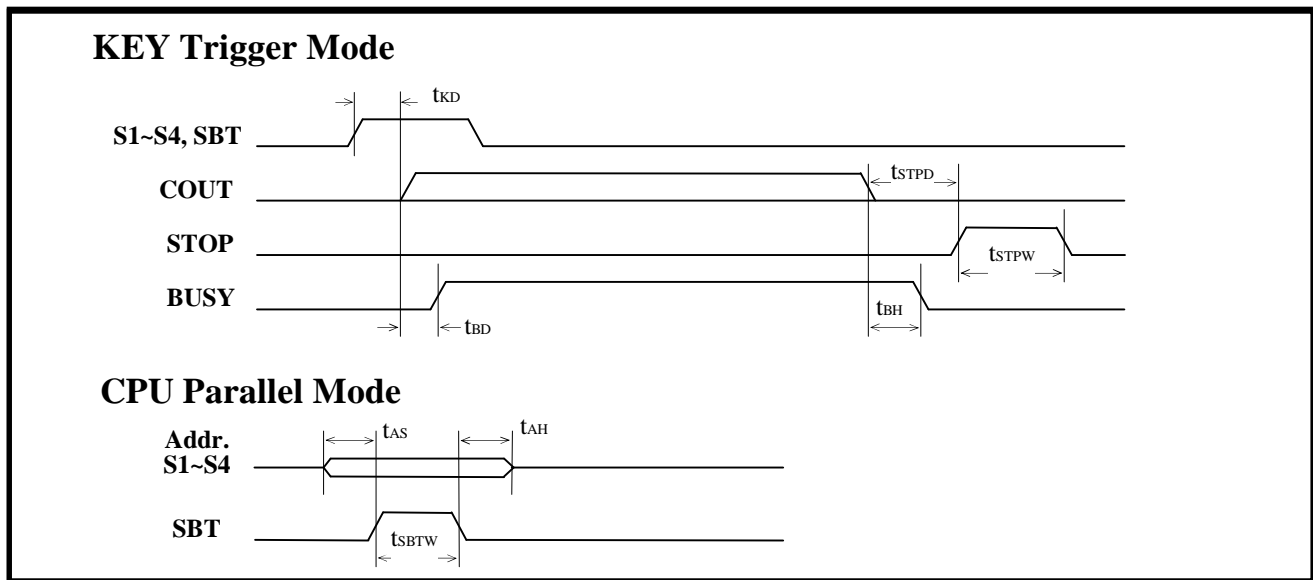 KEY Trigger Mode
tKD
S1~S4, SBT
COUT
tSTPD
STOP
tSTPW
BUSY
tBH
tBD
CPU Parallel Mode
Addr.
S1~S4
tAS
tAH
SBT
tSBTW